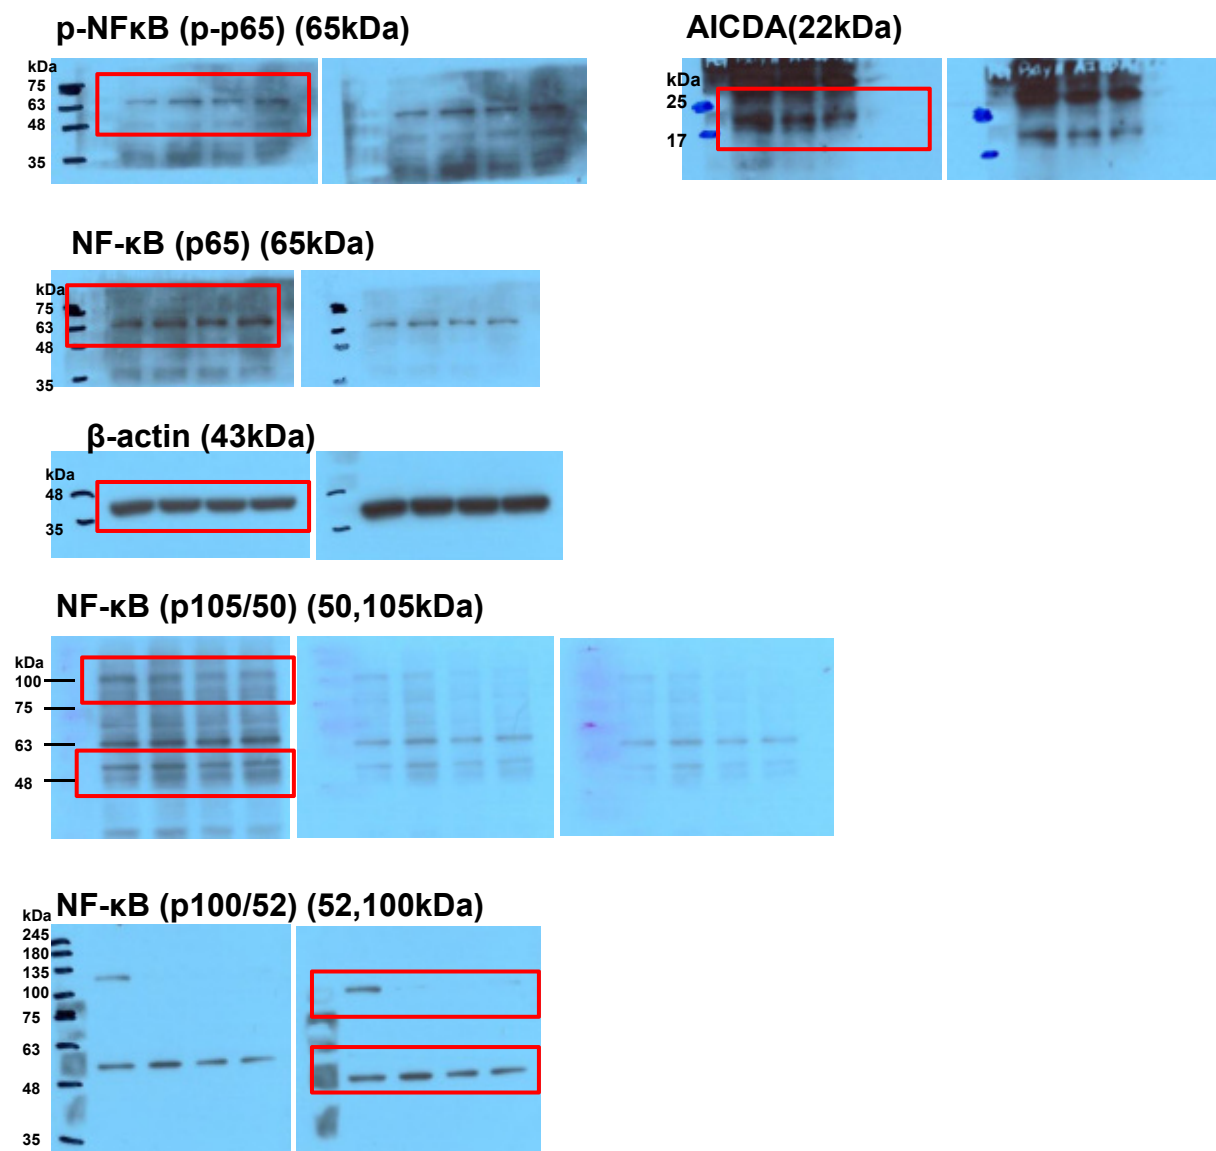 p-NFκB (p-p65) (65kDa)
kDa
75
63
48
35
AICDA(22kDa)
kDa
25
17
NF-κB (p65) (65kDa)
kDa
75
63
48
35
β-actin (43kDa)
kDa
48
35
NF-κB (p105/50) (50,105kDa)
kDa
100
75
63
48
NF-κB (p100/52) (52,100kDa)
kDa
245
180
135
100
75
63
48
35